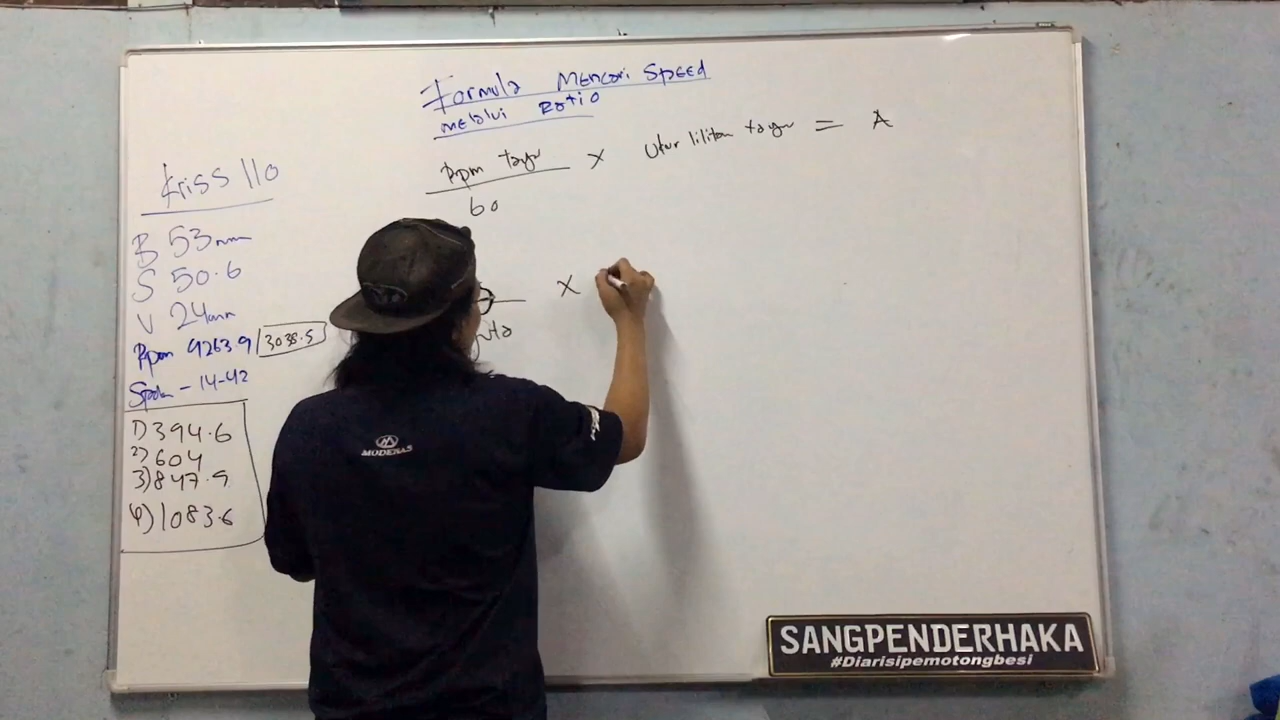 Formula Mencari Speed
melalui Ratio
Rpm tayar × Ukur lilitan tayar = A
60
×
juta
Kriss 110
B 53mm
S 50.6
V 24mm
Rpm 9263.9 / 3038.5
14-42
1) 394.6
2) 604
3) 847.9
4) 1083.6
MODENAS
SANGPENDERHAKA
#Diarisipemotongbesi